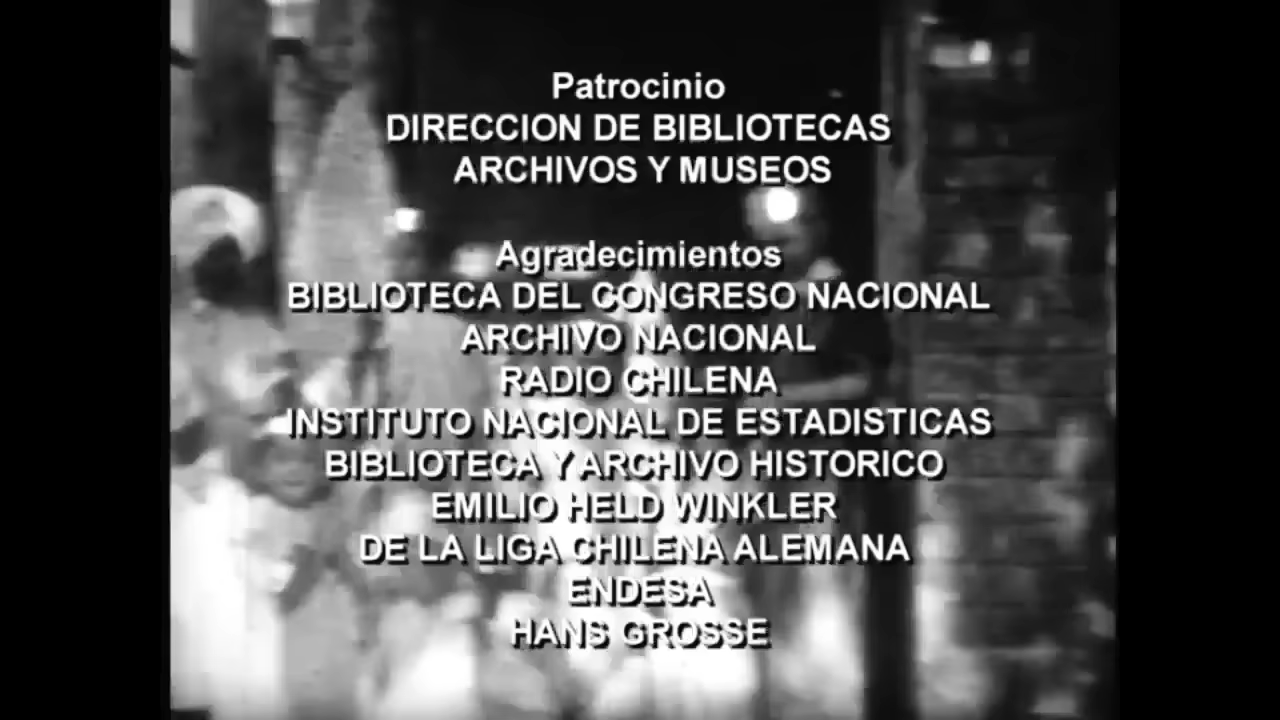 Patrocinio
DIRECCION DE BIBLIOTECAS
ARCHIVOS Y MUSEOS
Agradecimientos
BIBLIOTECA DEL CONGRESO NACIONAL
ARCHIVO NACIONAL
RADIO CHILENA
INSTITUTO NACIONAL DE ESTADISTICAS
BIBLIOTECA Y ARCHIVO HISTORICO
EMILIO HELD WINKLER
DE LA LIGA CHILENA ALEMANA
ENDESA
HANS GROSSE